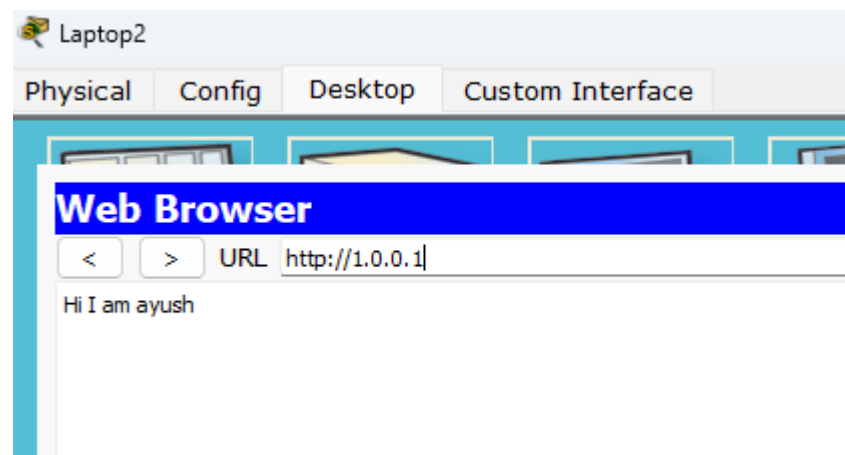 Laptop2
Physical Config Desktop Custom Interface
Web Browser
< > URL http://1.0.0.1
Hi I am ayush